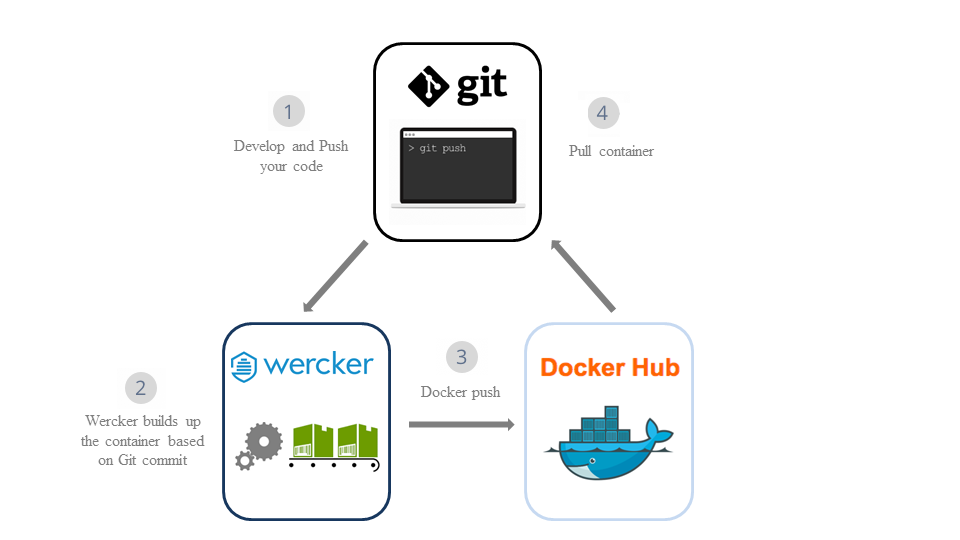 git
> git push
1
Develop and Push
your code
4
Pull container
wercker
2
Wercker builds up
the container based
on Git commit
3
Docker push
Docker Hub